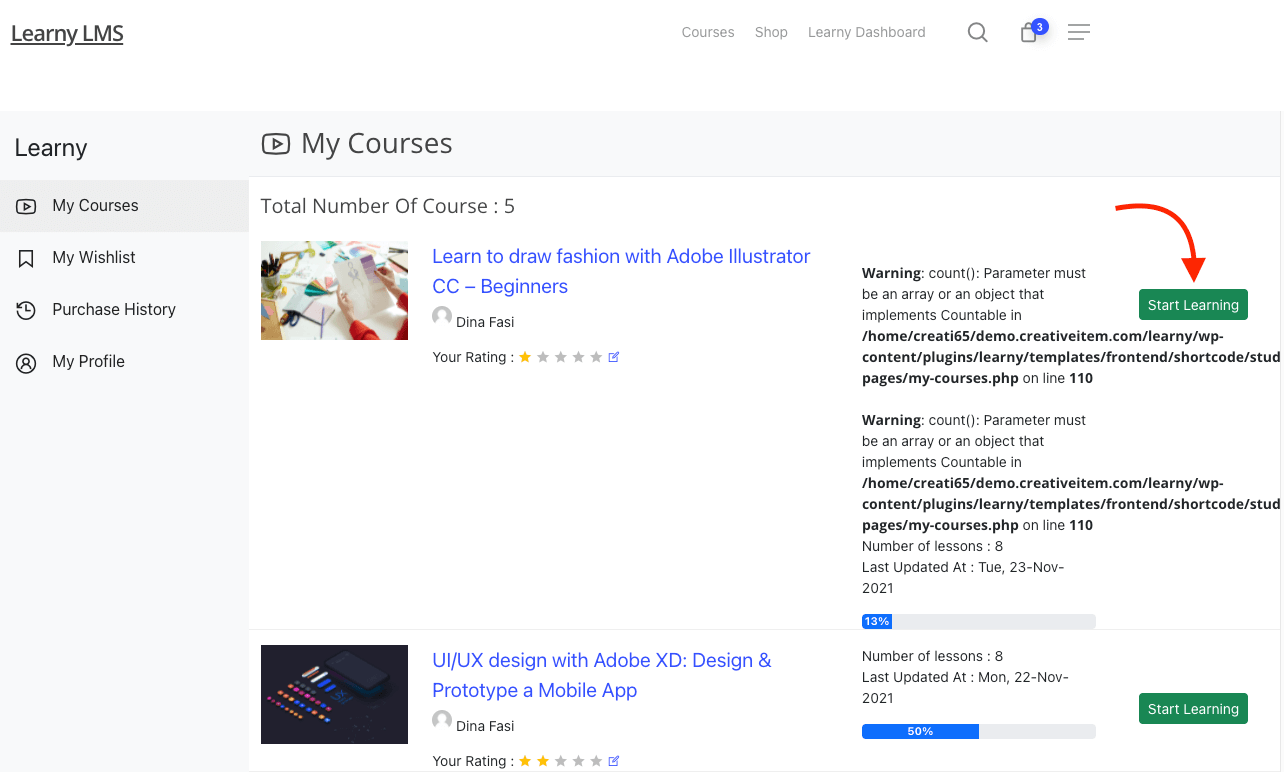 Learny LMS
Courses
Shop
Learny Dashboard
3
Learny
My Courses
My Wishlist
Purchase History
My Profile
My Courses
Total Number Of Course : 5
Learn to draw fashion with Adobe Illustrator
CC – Beginners
Dina Fasi
Your Rating :
Warning: count(): Parameter must
be an array or an object that
implements Countable in
/home/creati65/demo.creativeitem.com/learny/wp-
content/plugins/learny/templates/frontend/shortcode/stud
pages/my-courses.php on line 110
Warning: count(): Parameter must
be an array or an object that
implements Countable in
/home/creati65/demo.creativeitem.com/learny/wp-
content/plugins/learny/templates/frontend/shortcode/stud
pages/my-courses.php on line 110
Number of lessons : 8
Last Updated At : Tue, 23-Nov-
2021
13%
Start Learning
UI/UX design with Adobe XD: Design &
Prototype a Mobile App
Dina Fasi
Your Rating :
Number of lessons : 8
Last Updated At : Mon, 22-Nov-
2021
50%
Start Learning